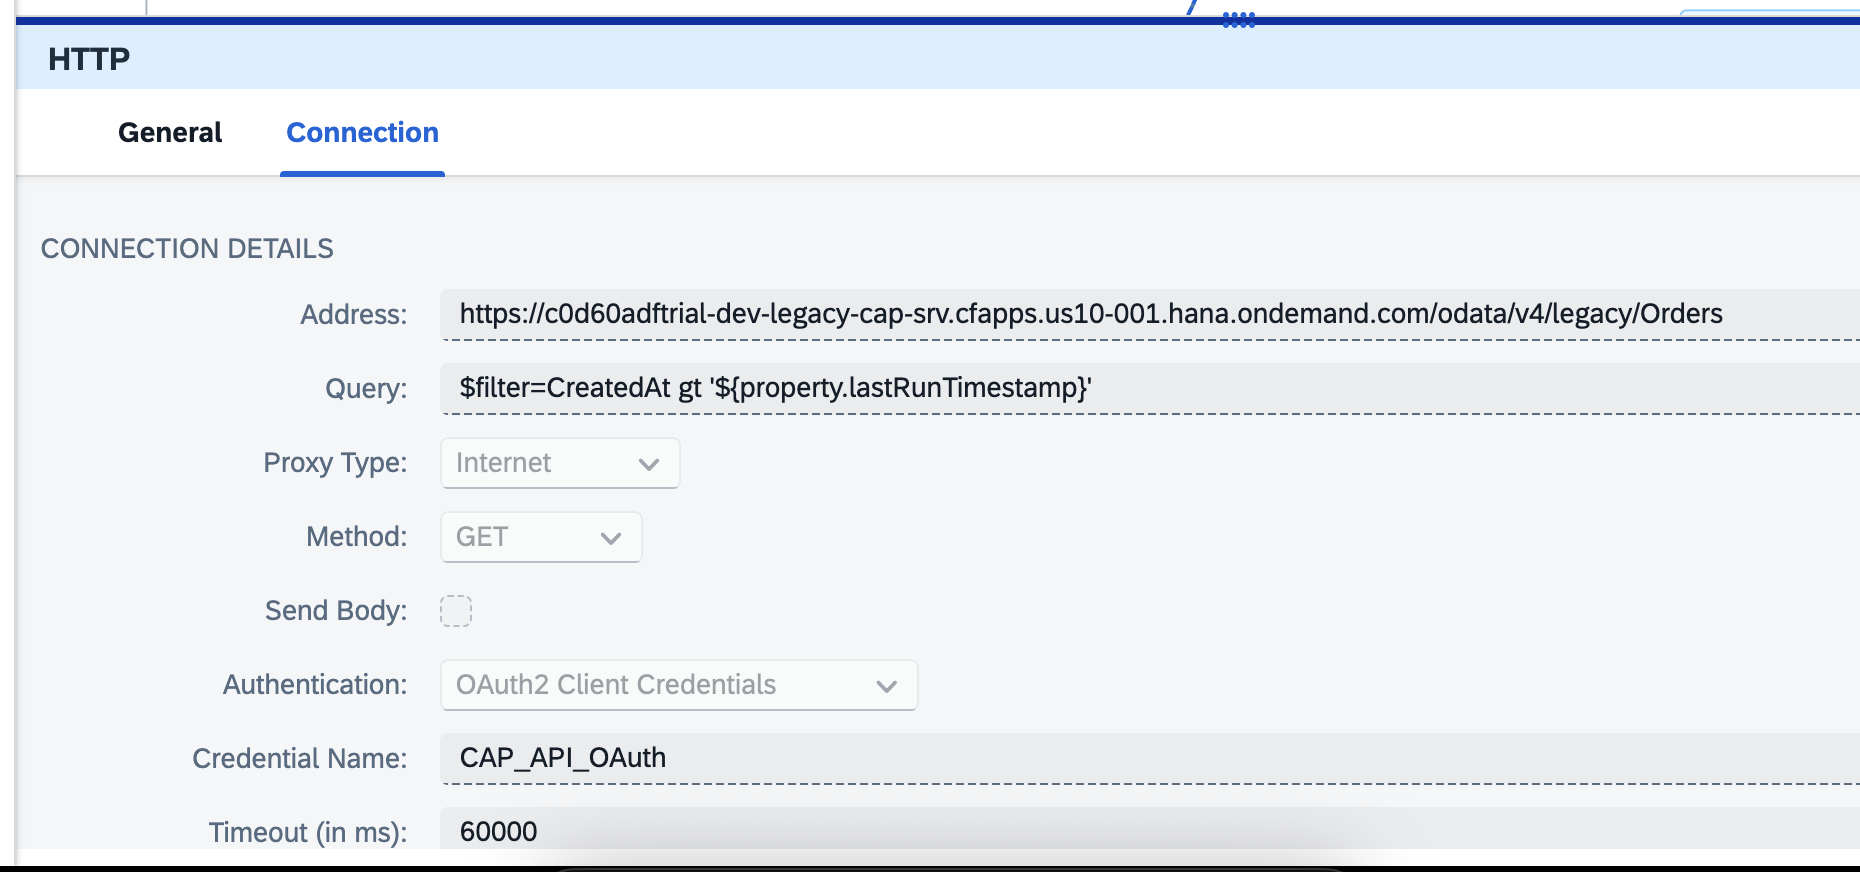 HTTP
General Connection
CONNECTION DETAILS
Address: https://c0d60adftrial-dev-legacy-cap-srv.cfapps.us10-001.hana.ondemand.com/odata/v4/legacy/Orders
Query: $filter=CreatedAt gt '${property.lastRunTimestamp}'
Proxy Type: Internet
Method: GET
Send Body:
Authentication: OAuth2 Client Credentials
Credential Name: CAP_API_OAuth
Timeout (in ms): 60000